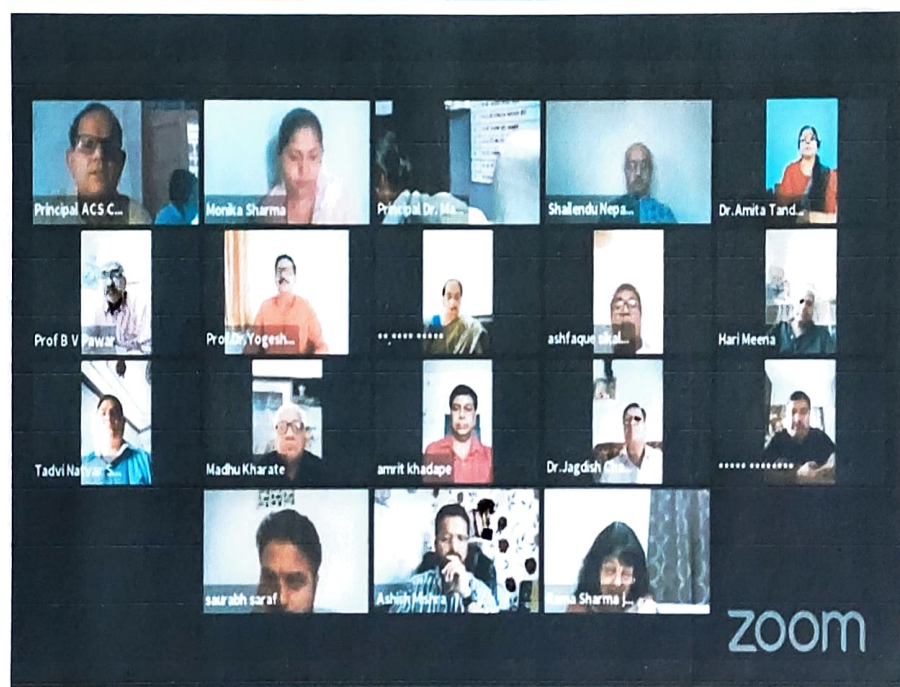 Principal ACS C...
Monika Sharma
Principal Dr. Ma...
Shailendu Nepa...
Dr.Amita Tand...
Prof B V Pawar
Prof.Dr.Yogesh...
ashfaque sikal...
Hari Meena
Tadvi Natvar S...
Madhu Kharate
amrit khadape
Dr.Jagdish Cha...
saurabh saraf
Ashish Mishra
Rama Sharma j...
zoom